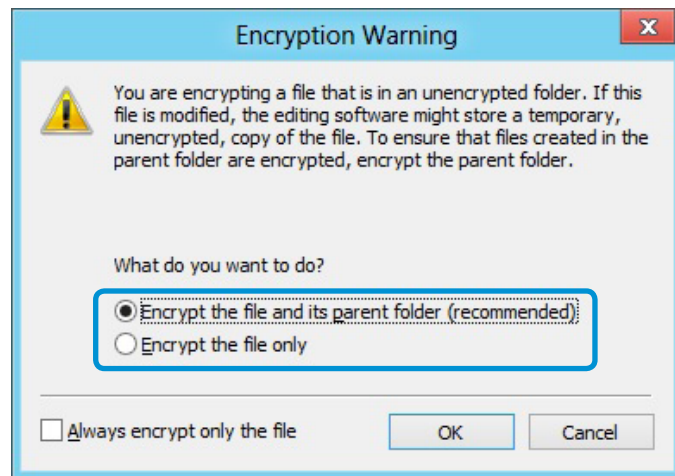 Encryption Warning
x
You are encrypting a file that is in an unencrypted folder. If this
file is modified, the editing software might store a temporary,
unencrypted, copy of the file. To ensure that files created in the
parent folder are encrypted, encrypt the parent folder.
What do you want to do?
Encrypt the file and its parent folder (recommended)
Encrypt the file only
Always encrypt only the file
OK
Cancel